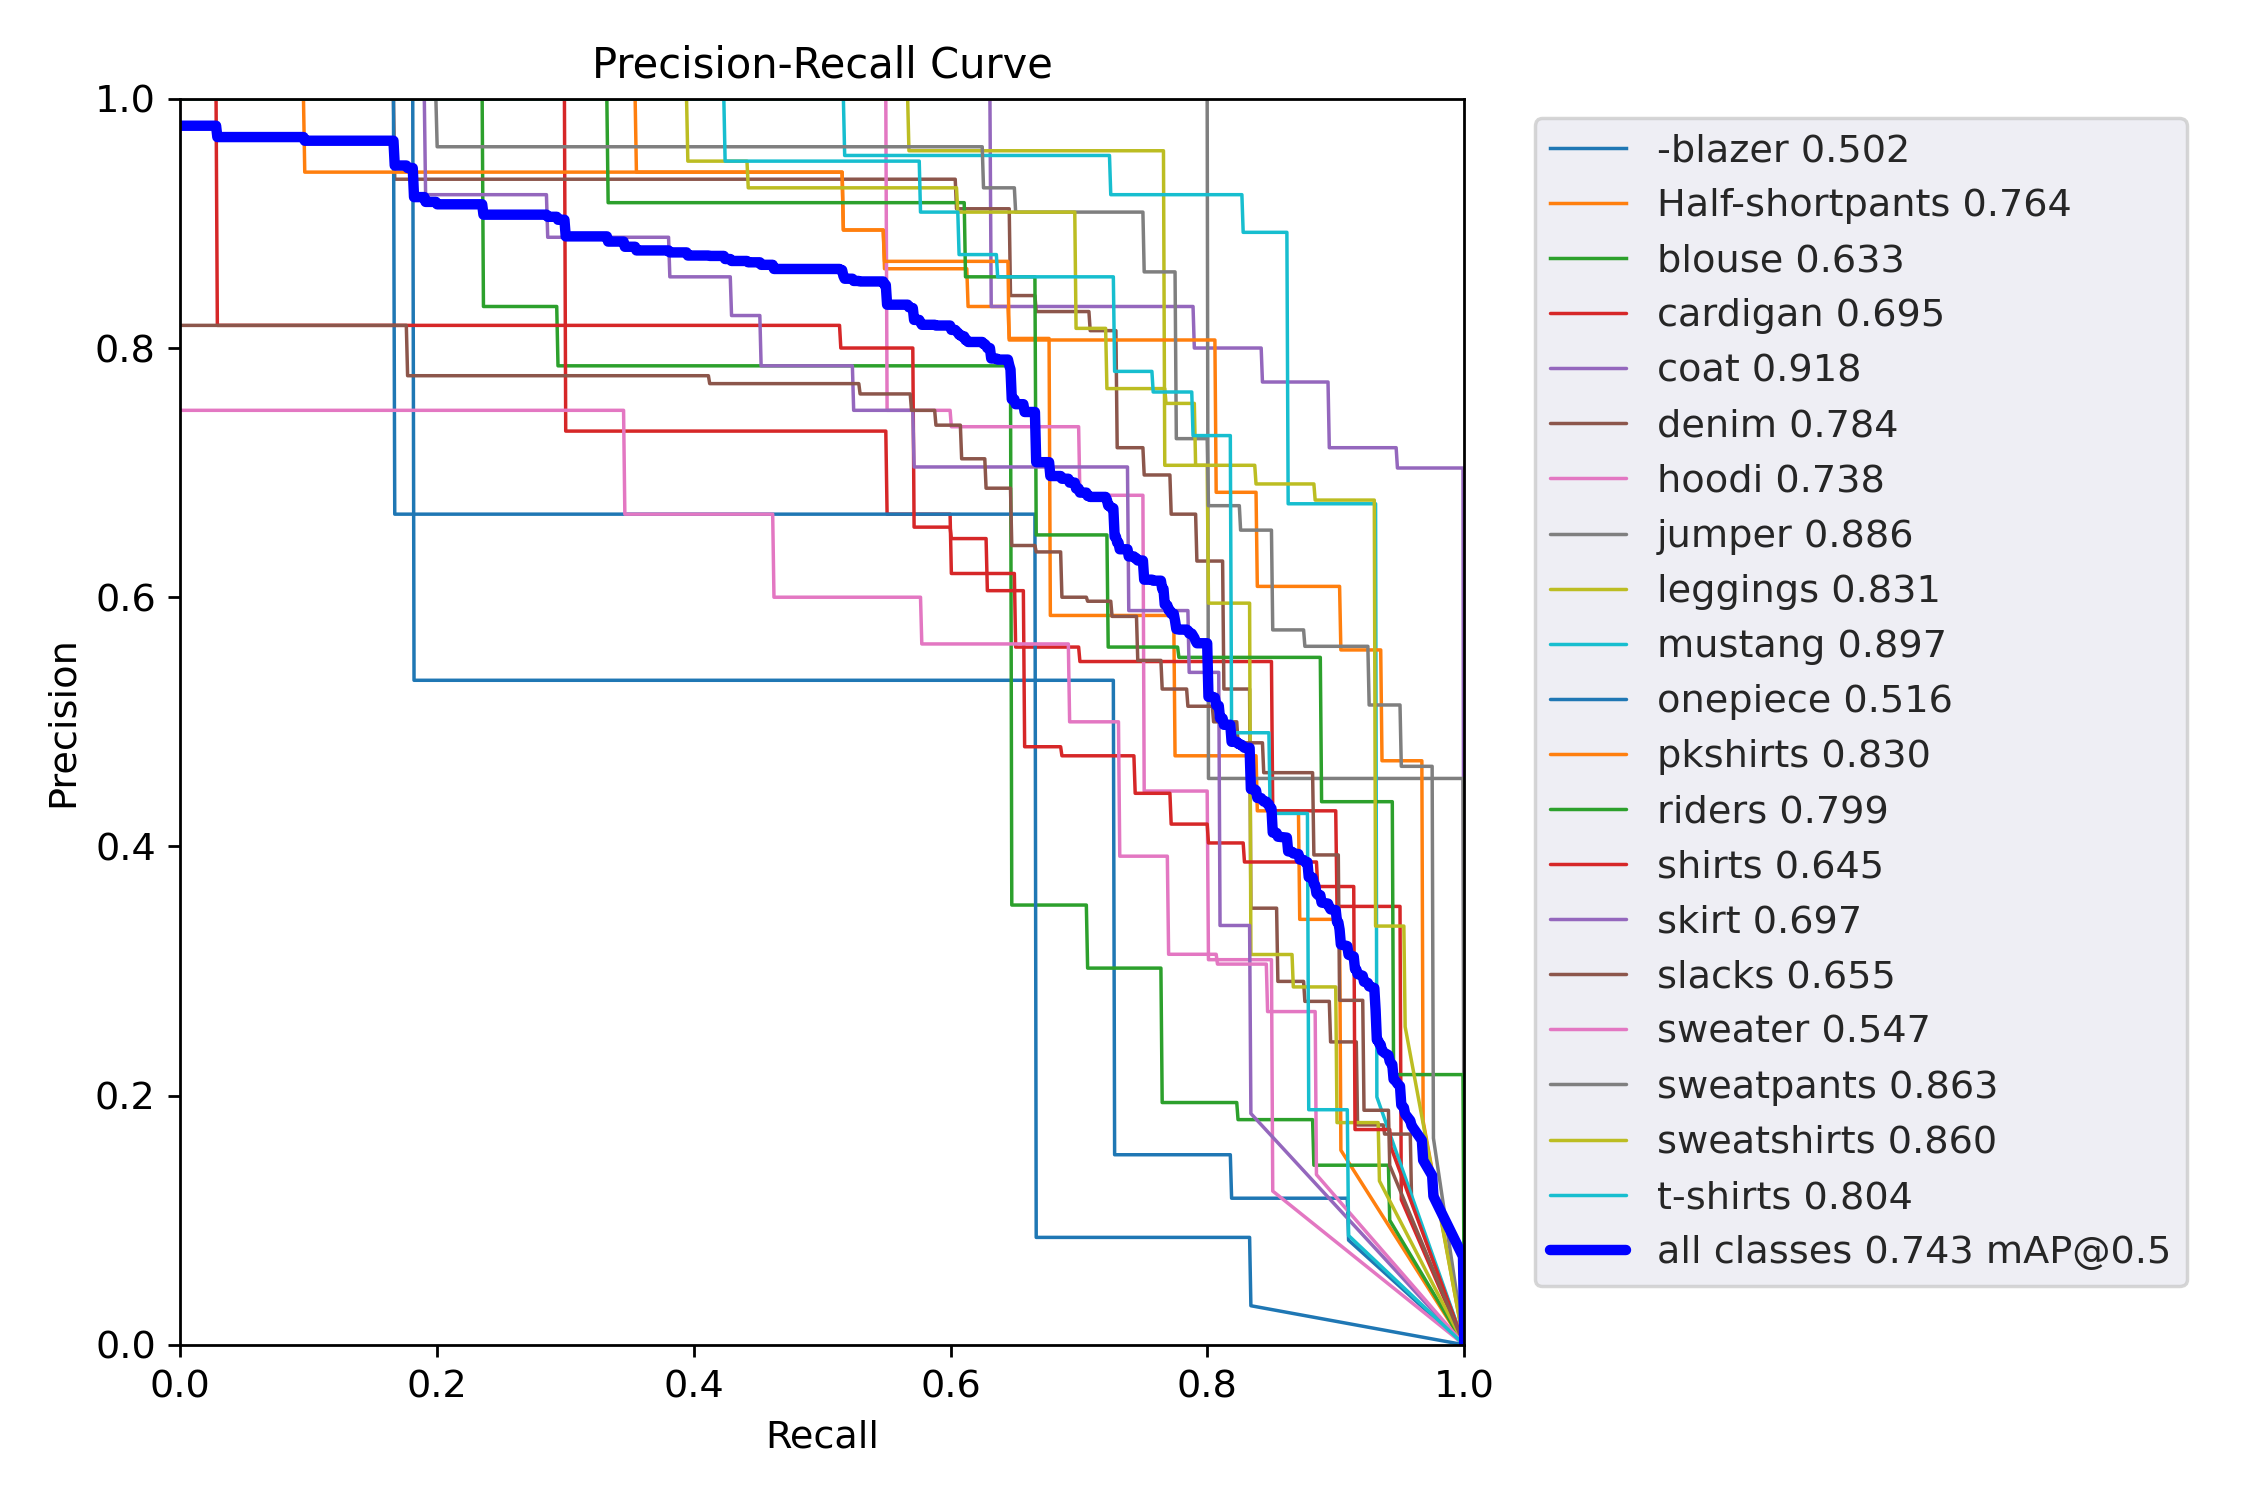 Precision-Recall Curve
1.0
0.8
0.6
0.4
0.2
0.0
Precision
0.0 0.2 0.4 0.6 0.8 1.0
Recall
-blazer 0.502
Half-shortpants 0.764
blouse 0.633
cardigan 0.695
coat 0.918
denim 0.784
hoodi 0.738
jumper 0.886
leggings 0.831
mustang 0.897
onepiece 0.516
pkshirts 0.830
riders 0.799
shirts 0.645
skirt 0.697
slacks 0.655
sweater 0.547
sweatpants 0.863
sweatshirts 0.860
t-shirts 0.804
all classes 0.743 mAP@0.5